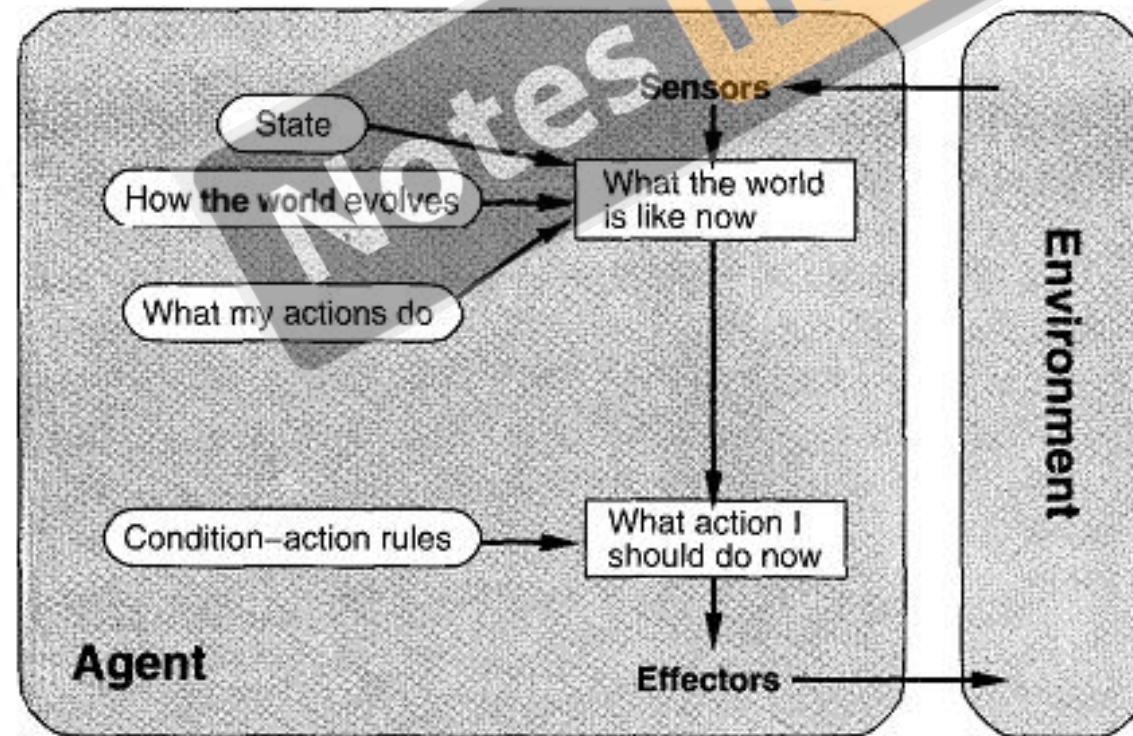 Notes
Sensors
State
How the world evolves
What the world
is like now
What my actions do
Environment
Condition–action rules
What action I
should do now
Agent
Effectors